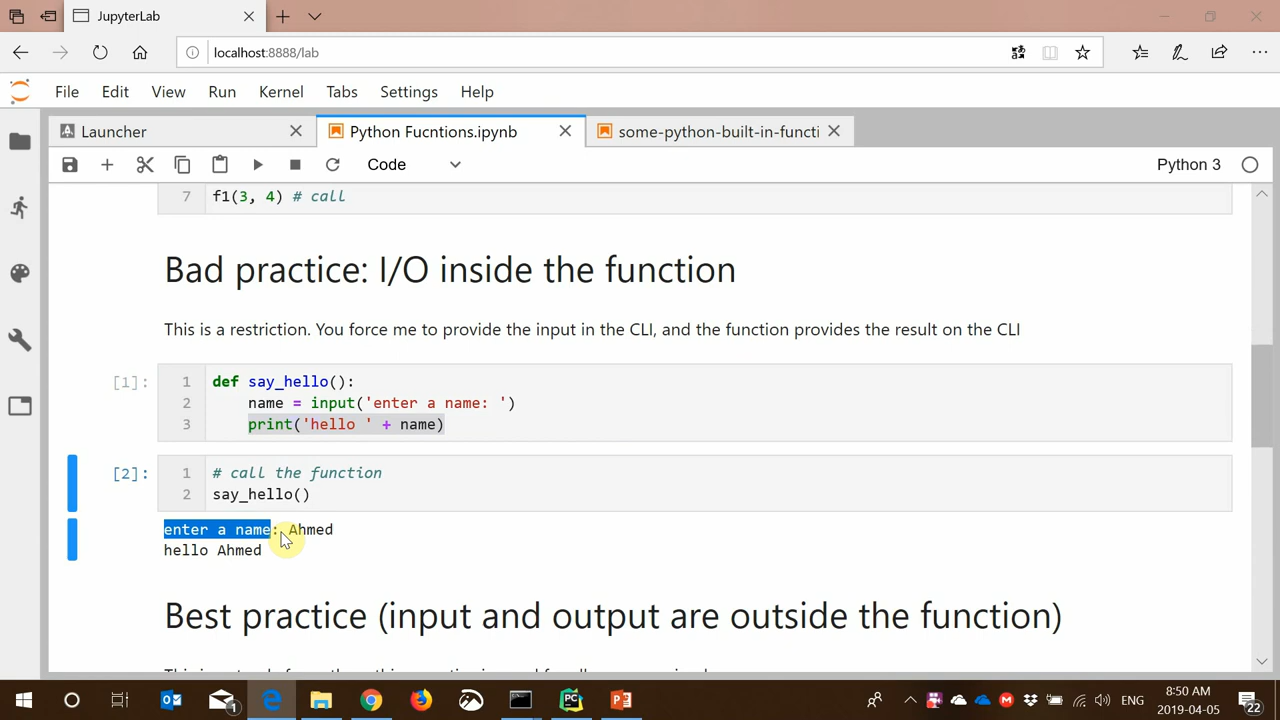 JupyterLab
localhost:8888/lab
File Edit View Run Kernel Tabs Settings Help
Launcher
Python Fucntions.ipynb
some-python-built-in-functi
Code
Python 3
7 f1(3, 4) # call
Bad practice: I/O inside the function
This is a restriction. You force me to provide the input in the CLI, and the function provides the result on the CLI
[1]: 1 def say_hello():
2 name = input('enter a name: ')
3 print('hello ' + name)
[2]: 1 # call the function
2 say_hello()
enter a name: Ahmed
hello Ahmed
Best practice (input and output are outside the function)
ENG
8:50 AM
2019-04-05
22
1